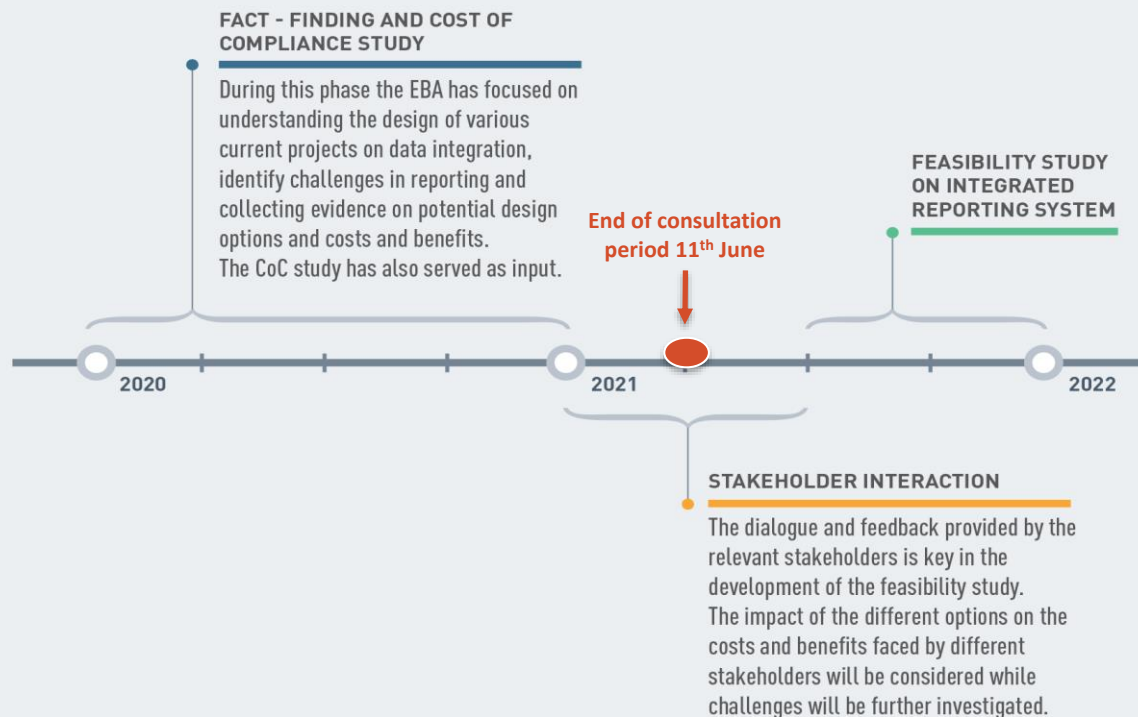 FACT - FINDING AND COST OF
COMPLIANCE STUDY
During this phase the EBA has focused on
understanding the design of various
current projects on data integration,
identify challenges in reporting and
collecting evidence on potential design
options and costs and benefits.
The CoC study has also served as input.
End of consultation
period 11th June
FEASIBILITY STUDY
ON INTEGRATED
REPORTING SYSTEM
2020
2021
2022
STAKEHOLDER INTERACTION
The dialogue and feedback provided by the
relevant stakeholders is key in the
development of the feasibility study.
The impact of the different options on the
costs and benefits faced by different
stakeholders will be considered while
challenges will be further investigated.